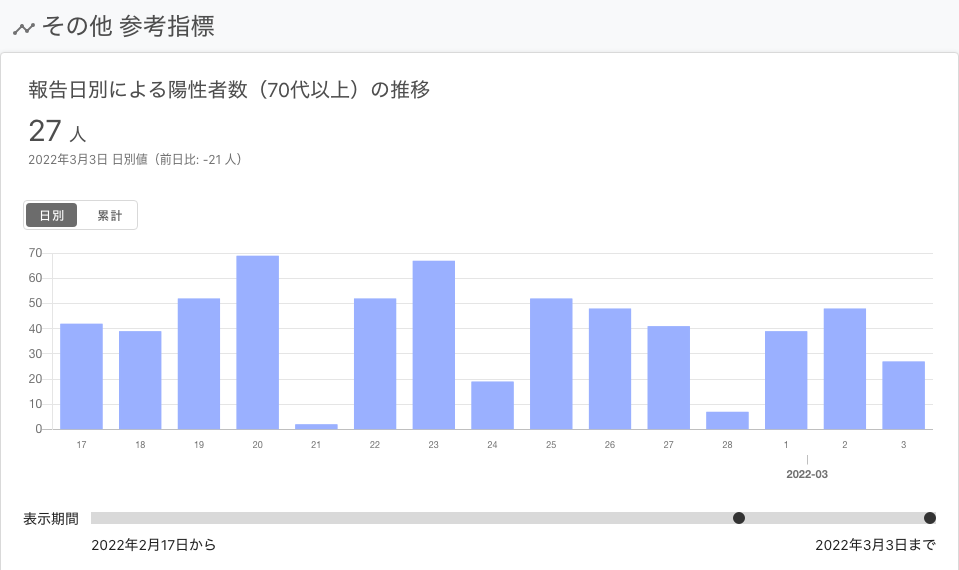 その他 参考指標
報告日別による陽性者数（70代以上）の推移
27 人
2022年3月3日 日別値（前日比: -21 人）
日別 累計
70
60
50
40
30
20
10
0
17 18 19 20 21 22 23 24 25 26 27 28 1 2 3
2022-03
表示期間
2022年2月17日から 2022年3月3日まで